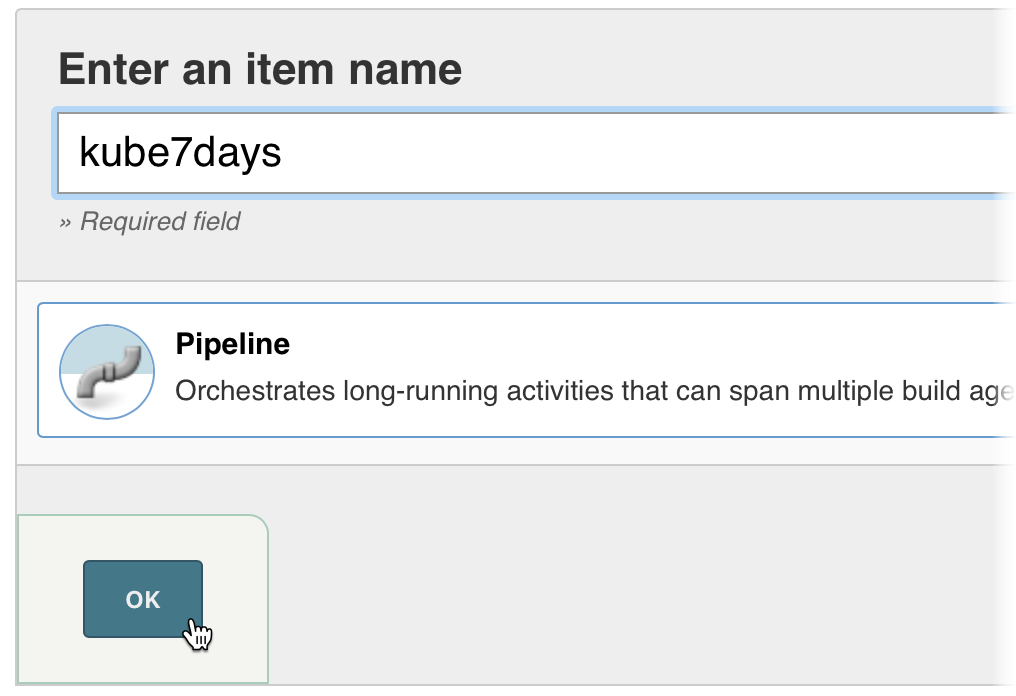 Enter an item name
kube7days
» Required field
Pipeline
Orchestrates long-running activities that can span multiple build age
OK